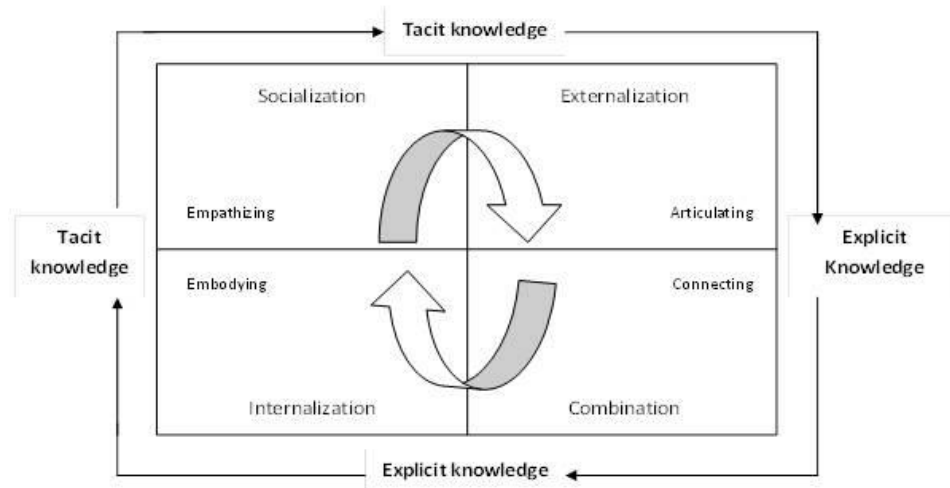 Tacit knowledge
Socialization
Externalization
Empathizing
Articulating
Tacit
knowledge
Explicit
Knowledge
Embodying
Connecting
Internalization
Combination
Explicit knowledge